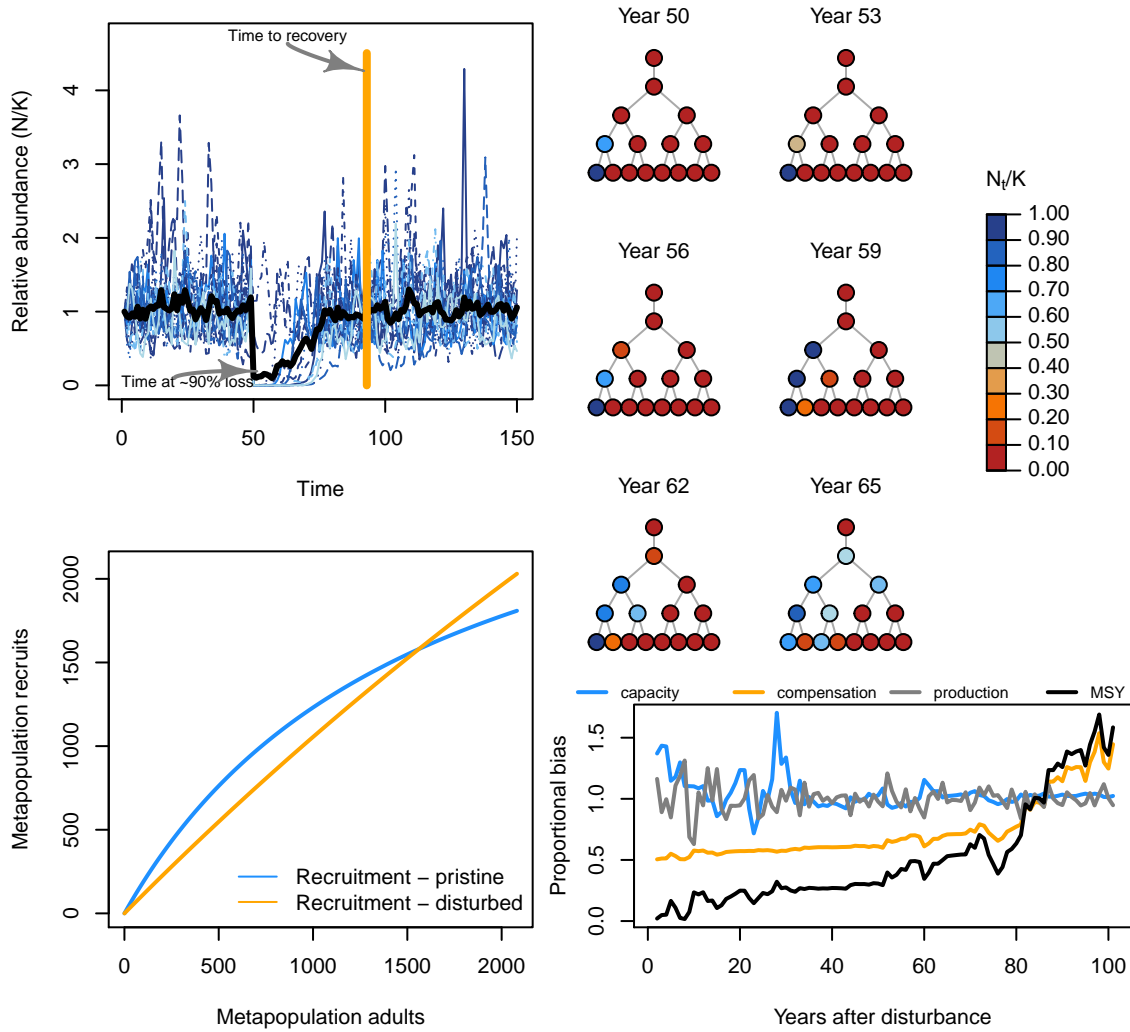 Relative abundance (N/K)
4
3
2
1
0
Time to recovery
Time at ~90% loss
0
50
100
150
Time
Year 50
Year 53
Year 56
Year 59
Year 62
Year 65
Nt/K
1.00
0.90
0.80
0.70
0.60
0.50
0.40
0.30
0.20
0.10
0.00
Metapopulation recruits
2000
1500
1000
500
0
Recruitment − pristine
Recruitment − disturbed
0
500
1000
1500
2000
Metapopulation adults
capacity
compensation
production
MSY
Proportional bias
1.5
1.0
0.5
0.0
0
20
40
60
80
100
Years after disturbance